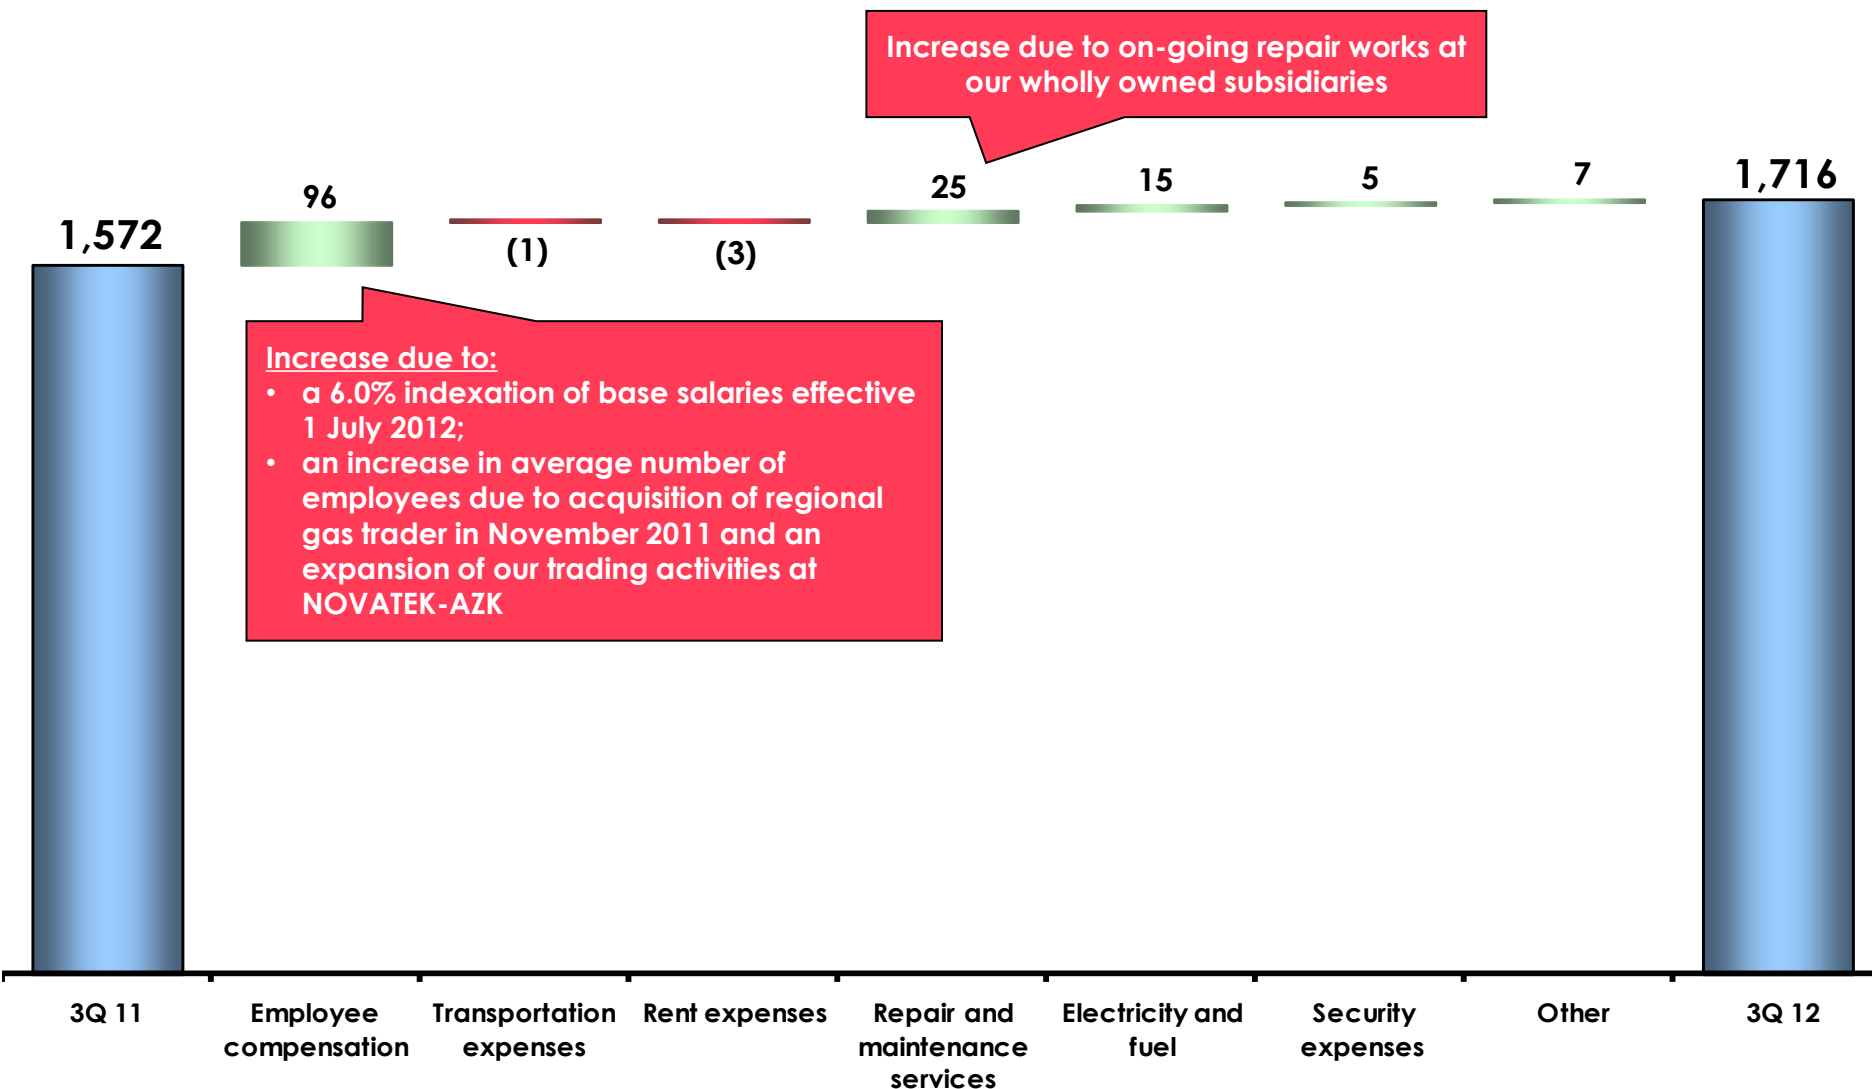 Increase due to on-going repair works at
our wholly owned subsidiaries
1,572
96
(1)
(3)
25
15
5
7
1,716
Increase due to:
• a 6.0% indexation of base salaries effective
1 July 2012;
• an increase in average number of
employees due to acquisition of regional
gas trader in November 2011 and an
expansion of our trading activities at
NOVATEK-AZK
3Q 11
Employee
compensation
Transportation
expenses
Rent expenses
Repair and
maintenance
services
Electricity and
fuel
Security
expenses
Other
3Q 12